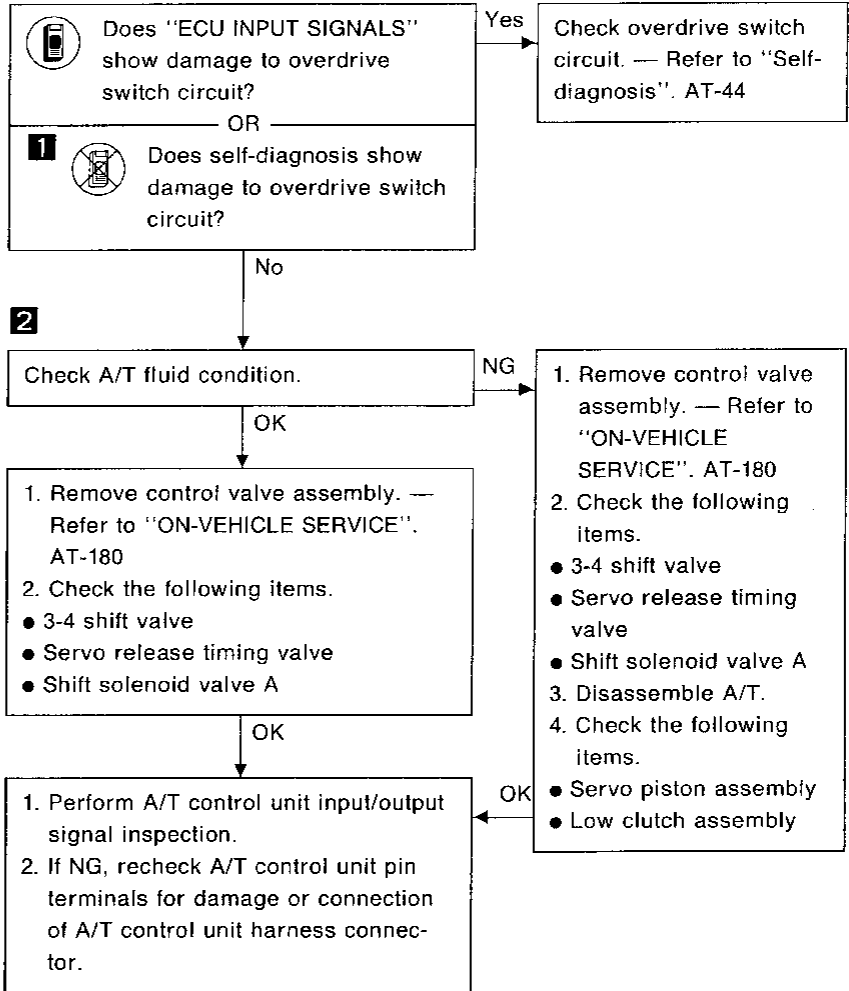 Does "ECU INPUT SIGNALS"
show damage to overdrive
switch circuit?
Yes
Check overdrive switch
circuit. — Refer to "Self-
diagnosis". AT-44
OR
1
Does self-diagnosis show
damage to overdrive switch
circuit?
No
2
Check A/T fluid condition.
NG
OK
1. Remove control valve assembly. —
Refer to "ON-VEHICLE SERVICE".
AT-180
2. Check the following items.
● 3-4 shift valve
● Servo release timing valve
● Shift solenoid valve A
OK
1. Remove control valve
assembly. — Refer to
"ON-VEHICLE
SERVICE". AT-180
2. Check the following
items.
● 3-4 shift valve
● Servo release timing
valve
● Shift solenoid valve A
3. Disassemble A/T.
4. Check the following
items.
● Servo piston assembly
● Low clutch assembly
OK
1. Perform A/T control unit input/output
signal inspection.
2. If NG, recheck A/T control unit pin
terminals for damage or connection
of A/T control unit harness connec-
tor.